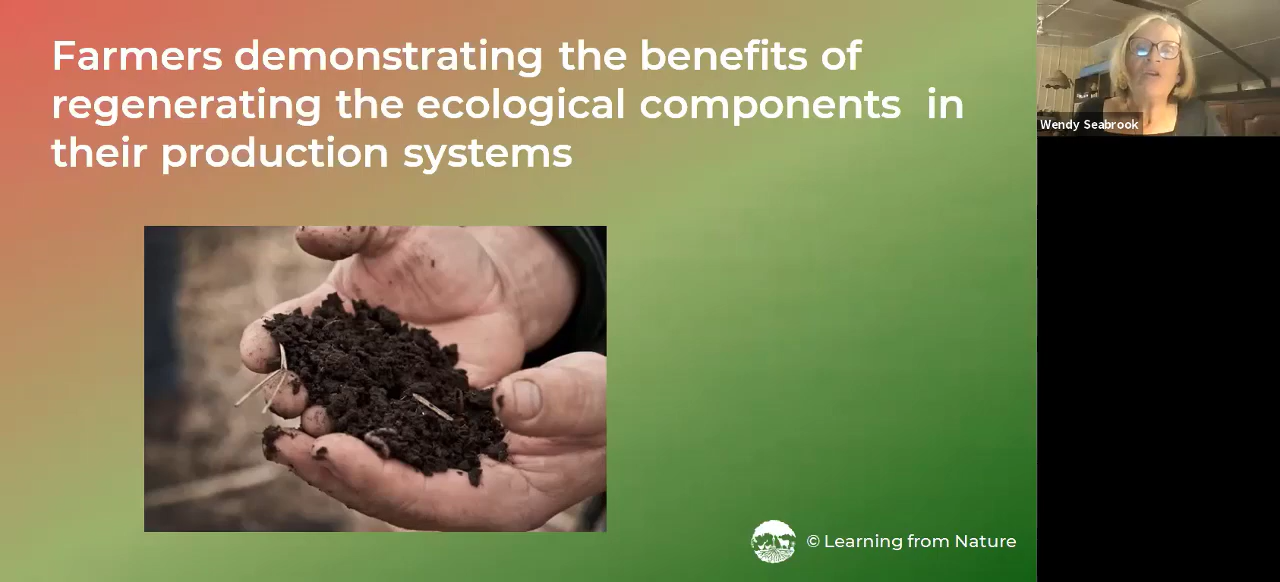 Farmers demonstrating the benefits of
regenerating the ecological components  in
their production systems
Wendy Seabrook
© Learning from Nature